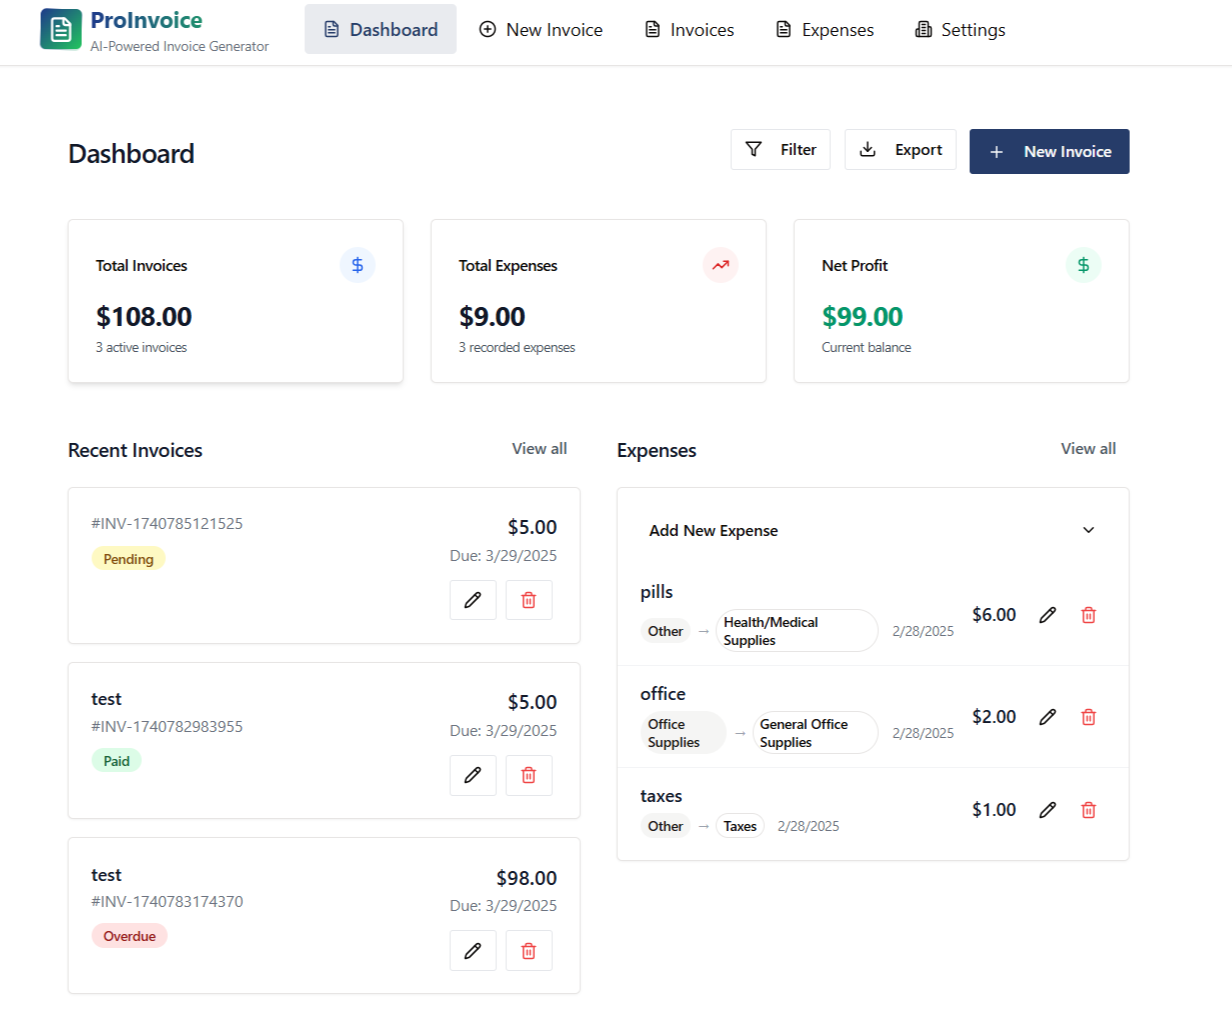 ProInvoice
AI-Powered Invoice Generator
Dashboard
New Invoice
Invoices
Expenses
Settings
Dashboard
Filter
Export
New Invoice
Total Invoices
$
$108.00
3 active invoices
Total Expenses
$9.00
3 recorded expenses
Net Profit
$
$99.00
Current balance
Recent Invoices
View all
#INV-1740785121525
Pending
$5.00
Due: 3/29/2025
test
#INV-1740782983955
Paid
$5.00
Due: 3/29/2025
test
#INV-1740783174370
Overdue
$98.00
Due: 3/29/2025
Expenses
View all
Add New Expense
pills
Other → Health/Medical
Supplies
2/28/2025
$6.00
office
Office
Supplies
→
General Office
Supplies
2/28/2025
$2.00
taxes
Other → Taxes 2/28/2025
$1.00